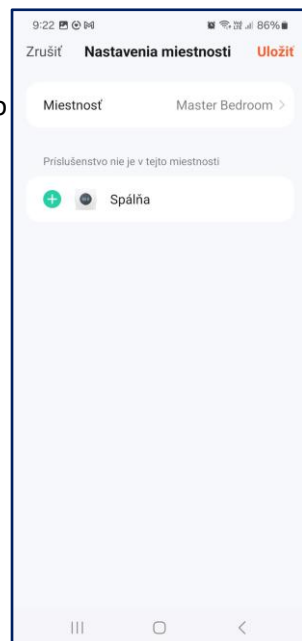 9:22 86%
Zrušiť Nastavenia miestnosti Uložiť
o
Miestnosť Master Bedroom >
Príslušenstvo nie je v tejto miestnosti
Spálňa